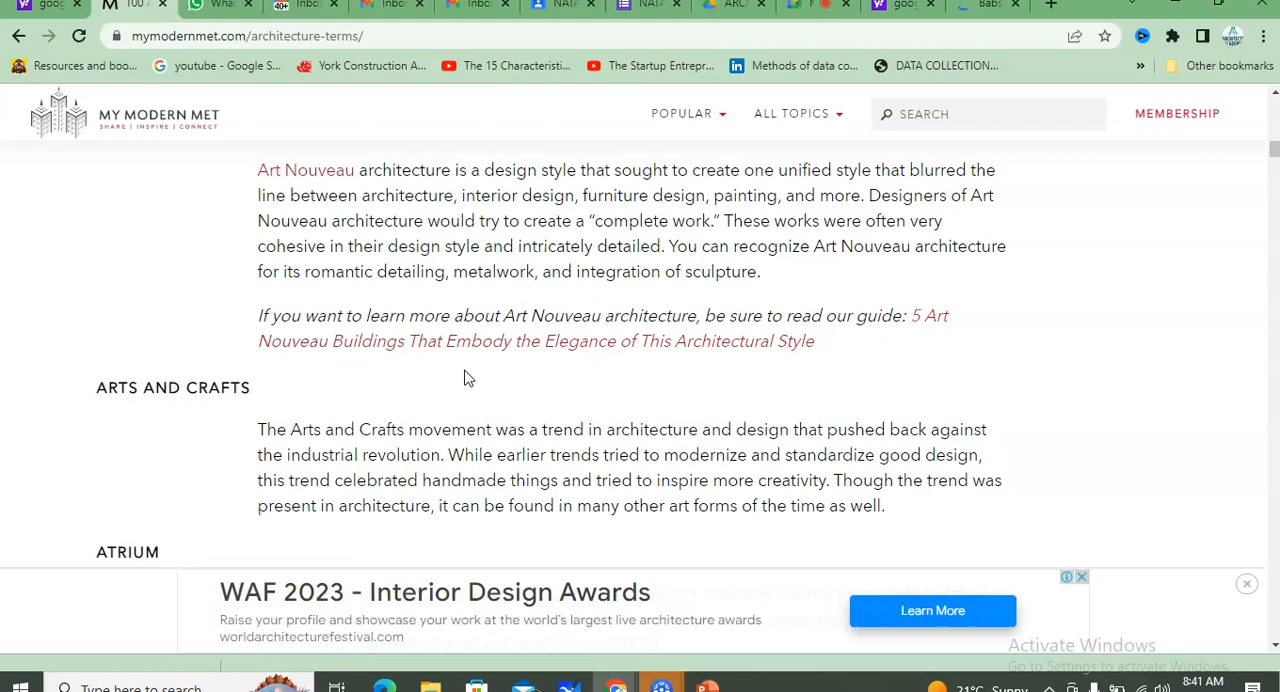 goog
100 A
What
40+ Inbo
Inbo
Inbo
NATA
NATA
ARC
goog
Babs
mymodernmet.com/architecture-terms/
Resources and boo...
youtube - Google S...
York Construction A...
The 15 Characteristi...
The Startup Entrepr...
Methods of data co...
DATA COLLECTION...
»
Other bookmarks
MY MODERN MET
SHARE | INSPIRE | CONNECT
POPULAR
ALL TOPICS
SEARCH
MEMBERSHIP
Art Nouveau architecture is a design style that sought to create one unified style that blurred the
line between architecture, interior design, furniture design, painting, and more. Designers of Art
Nouveau architecture would try to create a “complete work.” These works were often very
cohesive in their design style and intricately detailed. You can recognize Art Nouveau architecture
for its romantic detailing, metalwork, and integration of sculpture.
If you want to learn more about Art Nouveau architecture, be sure to read our guide: 5 Art
Nouveau Buildings That Embody the Elegance of This Architectural Style
ARTS AND CRAFTS
The Arts and Crafts movement was a trend in architecture and design that pushed back against
the industrial revolution. While earlier trends tried to modernize and standardize good design,
this trend celebrated handmade things and tried to inspire more creativity. Though the trend was
present in architecture, it can be found in many other art forms of the time as well.
ATRIUM
WAF 2023 - Interior Design Awards
Raise your profile and showcase your work at the world's largest live architecture awards
worldarchitecturefestival.com
Learn More
Activate Windows
Go to Settings to activate Windows.
Type here to search
21°C Sunny
8:41 AM